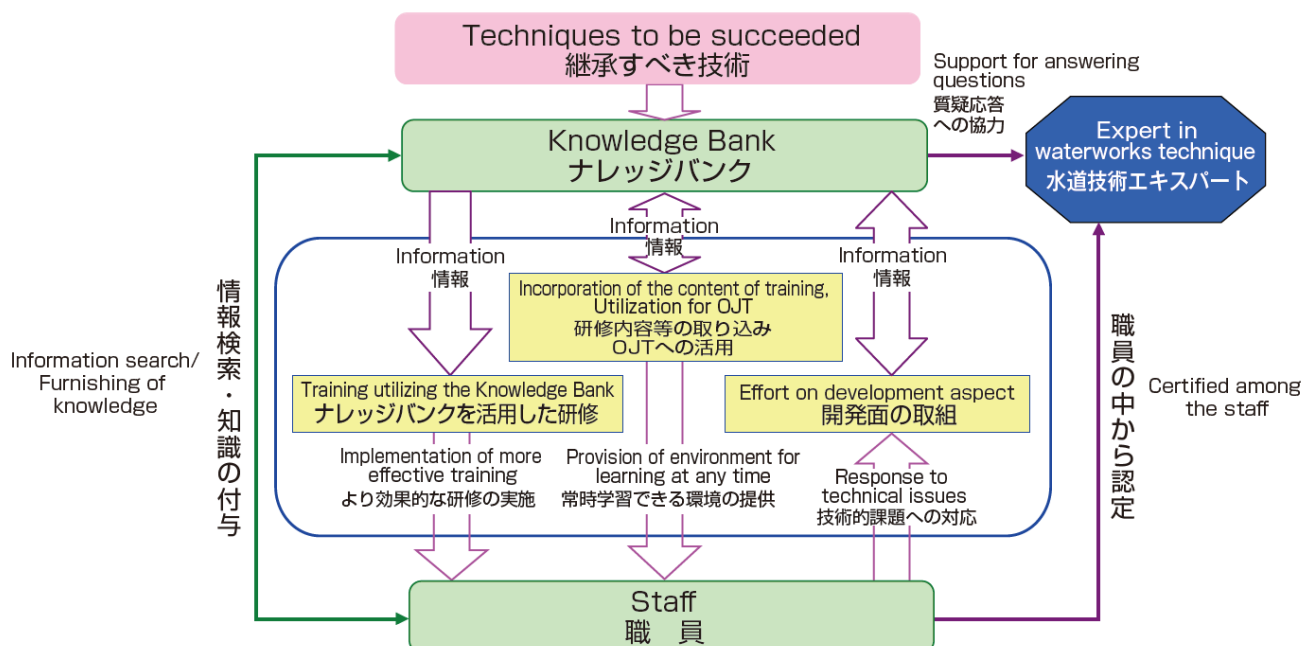 Techniques to be succeeded
継承すべき技術
Support for answering
questions
質疑応答
への協力
Knowledge Bank
ナレッジバンク
Expert in
waterworks technique
水道技術エキスパート
Information
情報
Information
情報
Information
情報
Incorporation of the content of training,
Utilization for OJT
研修内容等の取り込み
OJTへの活用
Information search/
Furnishing of
knowledge
情報検索・知識の付与
Training utilizing the Knowledge Bank
ナレッジバンクを活用した研修
Effort on development aspect
開発面の取組
職員の中から認定
Certified among
the staff
Implementation of more
effective training
より効果的な研修の実施
Provision of environment for
learning at any time
常時学習できる環境の提供
Response to
technical issues
技術的課題への対応
Staff
職 員